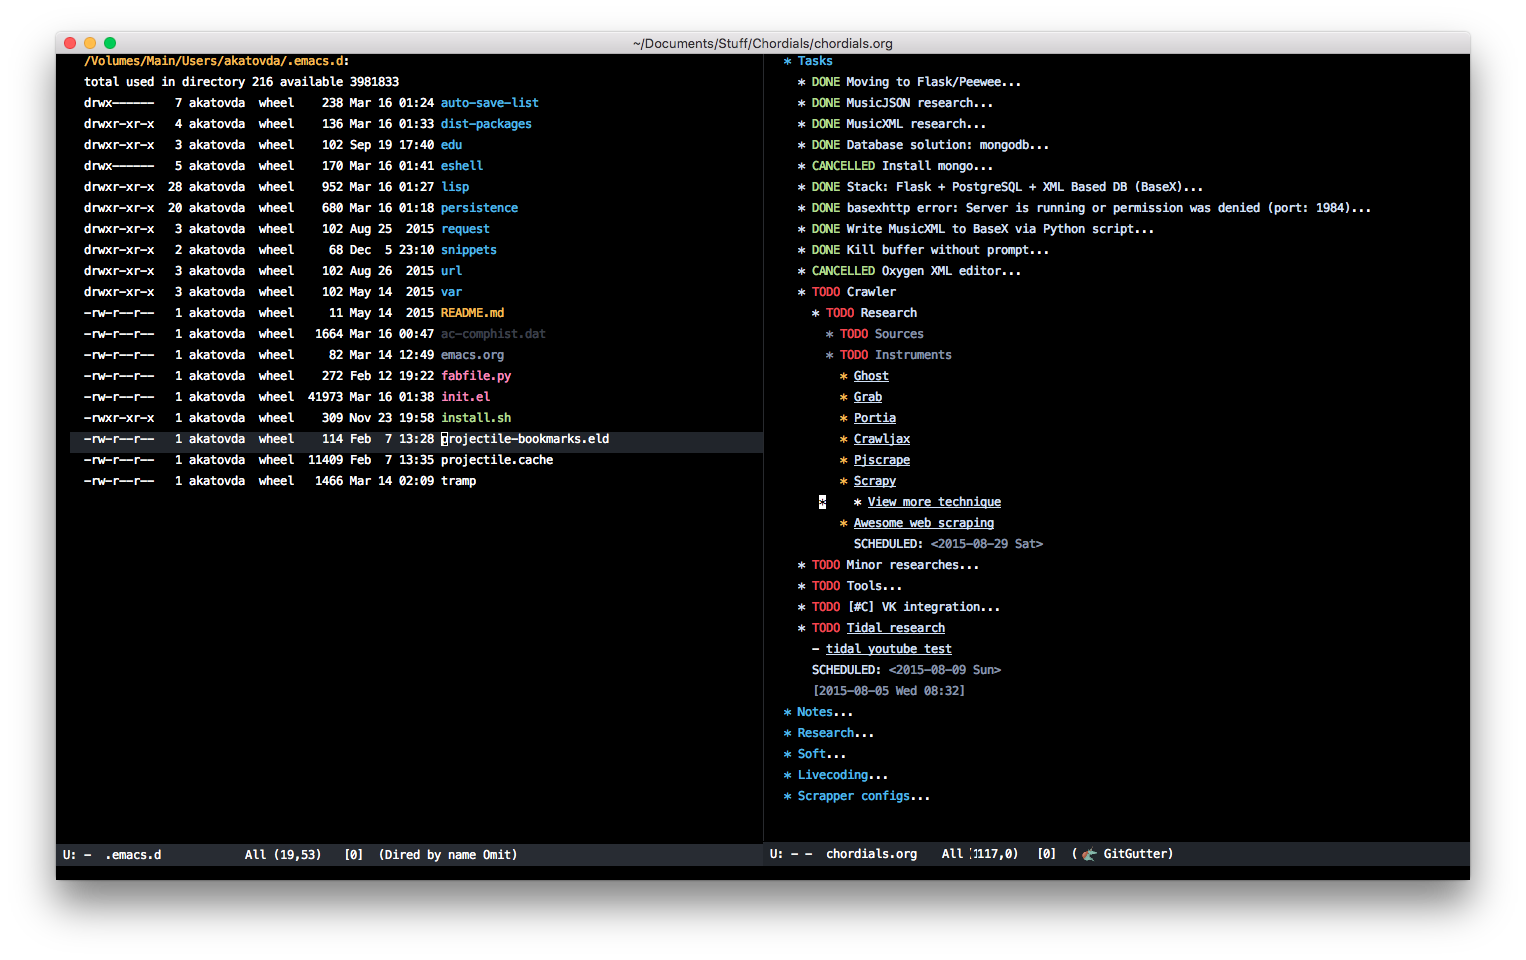 ~/Documents/Stuff/Chordials/chordials.org
/Volumes/Main/Users/akatovda/.emacs.d:
total used in directory 216 available 3981833
drwx------   7 akatovda  wheel    238 Mar 16 01:24 auto-save-list
drwxr-xr-x   4 akatovda  wheel    136 Mar 16 01:33 dist-packages
drwxr-xr-x   3 akatovda  wheel    102 Sep 19 17:40 edu
drwx------   5 akatovda  wheel    170 Mar 16 01:41 eshell
drwxr-xr-x  28 akatovda  wheel    952 Mar 16 01:27 lisp
drwxr-xr-x  20 akatovda  wheel    680 Mar 16 01:18 persistence
drwxr-xr-x   3 akatovda  wheel    102 Aug 25  2015 request
drwxr-xr-x   2 akatovda  wheel     68 Dec  5 23:10 snippets
drwxr-xr-x   3 akatovda  wheel    102 Aug 26  2015 url
drwxr-xr-x   3 akatovda  wheel    102 May 14  2015 var
-rw-r--r--   1 akatovda  wheel     11 May 14  2015 README.md
-rw-r--r--   1 akatovda  wheel   1664 Mar 16 00:47 ac-comphist.dat
-rw-r--r--   1 akatovda  wheel     82 Mar 14 12:49 emacs.org
-rw-r--r--   1 akatovda  wheel    272 Feb 12 19:22 fabfile.py
-rw-r--r--   1 akatovda  wheel  41973 Mar 16 01:38 init.el
-rwxr-xr-x   1 akatovda  wheel    309 Nov 23 19:58 install.sh
-rw-r--r--   1 akatovda  wheel    114 Feb  7 13:28 projectile-bookmarks.eld
-rw-r--r--   1 akatovda  wheel  11409 Feb  7 13:35 projectile.cache
-rw-r--r--   1 akatovda  wheel   1466 Mar 14 02:09 tramp
U: -  .emacs.d            All (19,53)   [0]  (Dired by name Omit)
* Tasks
* DONE Moving to Flask/Peewee...
* DONE MusicJSON research...
* DONE MusicXML research...
* DONE Database solution: mongodb...
* CANCELLED Install mongo...
* DONE Stack: Flask + PostgreSQL + XML Based DB (BaseX)...
* DONE basexhttp error: Server is running or permission was denied (port: 1984)...
* DONE Write MusicXML to BaseX via Python script...
* DONE Kill buffer without prompt...
* CANCELLED Oxygen XML editor...
* TODO Crawler
* TODO Research
* TODO Sources
* TODO Instruments
* Ghost
* Grab
* Portia
* Crawljax
* Pjscrape
* Scrapy
*    * View more technique
* Awesome web scraping
SCHEDULED: <2015-08-29 Sat>
* TODO Minor researches...
* TODO Tools...
* TODO [#C] VK integration...
* TODO Tidal research
- tidal youtube test
SCHEDULED: <2015-08-09 Sun>
[2015-08-05 Wed 08:32]
* Notes...
* Research...
* Soft...
* Livecoding...
* Scrapper configs...
U: - -  chordials.org   All (1117,0)  [0]  ( GitGutter)